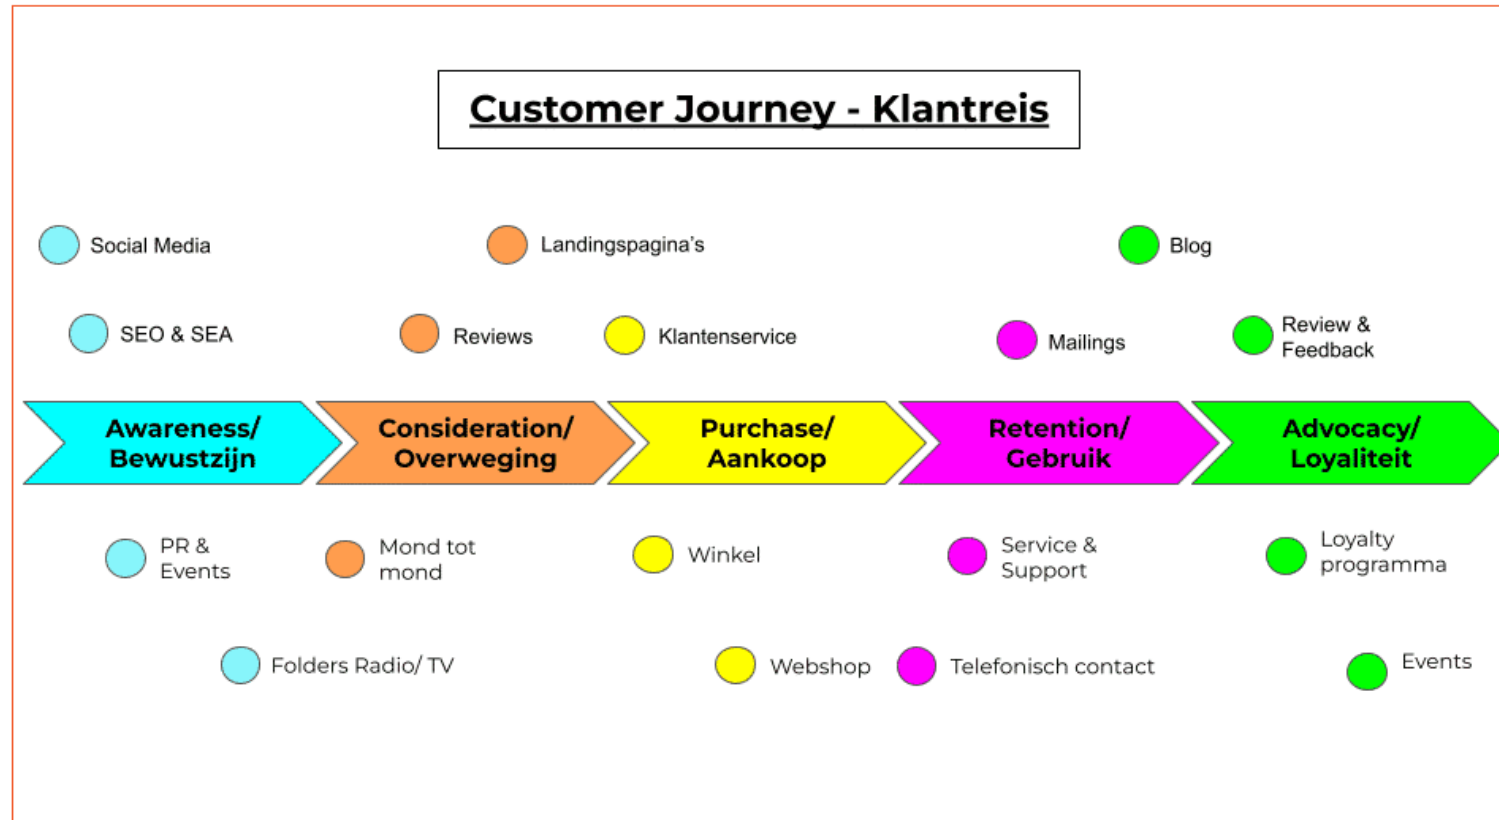 Customer Journey - Klantreis
Social Media
Landingspagina's
Blog
SEO & SEA
Reviews
Klantenservice
Mailings
Review &
Feedback
Awareness/
Bewustzijn
Consideration/
Overweging
Purchase/
Aankoop
Retention/
Gebruik
Advocacy/
Loyaliteit
PR &
Events
Mond tot
mond
Winkel
Service &
Support
Loyalty
programma
Folders Radio/ TV
Webshop
Telefonisch contact
Events